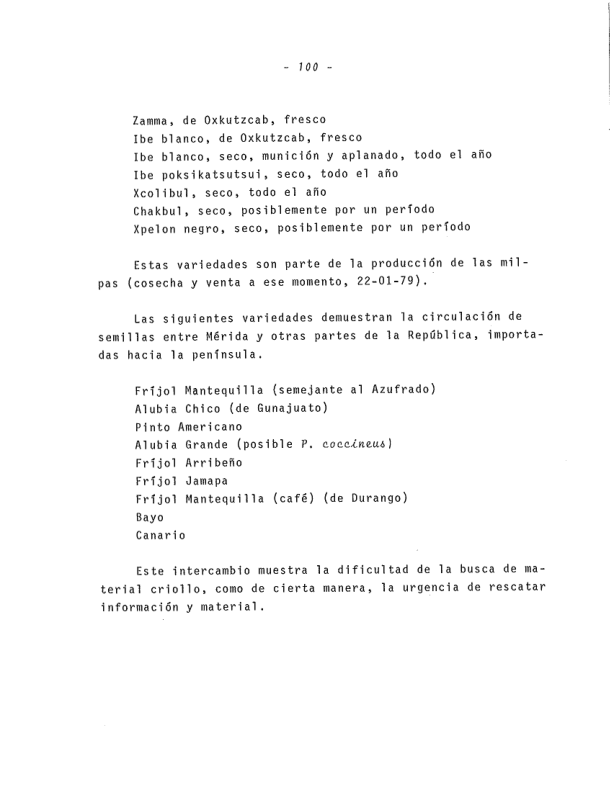 - 100 -
Zamma, de Oxkutzcab, fresco
Ibe blanco, de Oxkutzcab, fresco
Ibe blanco, seco, munición y aplanado, todo el año
Ibe poksikatsutsui, seco, todo el año
Xcolibul, seco, todo el año
Chakbul, seco, posiblemente por un período
Xpelon negro, seco, posiblemente por un período
Estas variedades son parte de la producción de las mil-
pas (cosecha y venta a ese momento, 22-01-79).
Las siguientes variedades demuestran la circulación de
semillas entre Mérida y otras partes de la República, importa-
das hacia la península.
Fríjol Mantequilla (semejante al Azufrado)
Alubia Chico (de Gunajuato)
Pinto Americano
Alubia Grande (posible P. coccineus)
Fríjol Arribeño
Fríjol Jamapa
Fríjol Mantequilla (café) (de Durango)
Bayo
Canario
Este intercambio muestra la dificultad de la busca de ma-
terial criollo, como de cierta manera, la urgencia de rescatar
información y material.